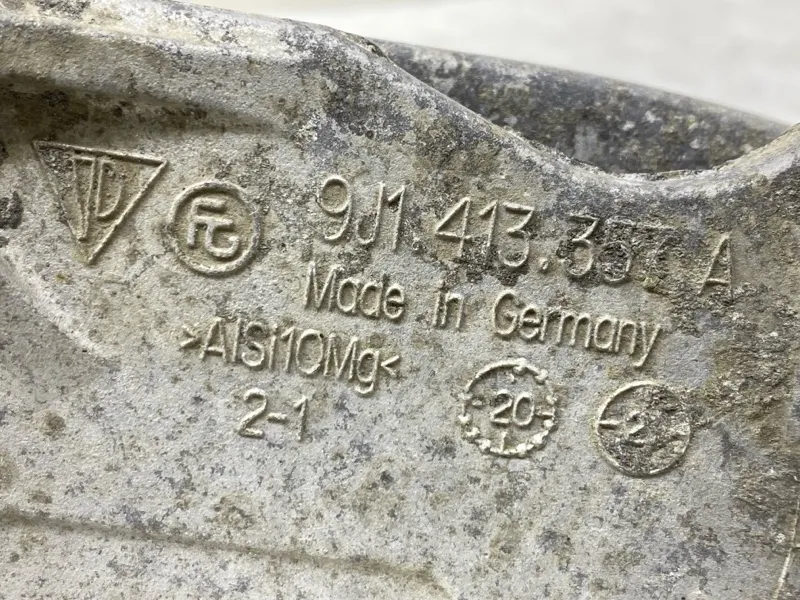 9J1 413.357 A
Made in Germany
>AlSi10Mg<
2-1
20
2